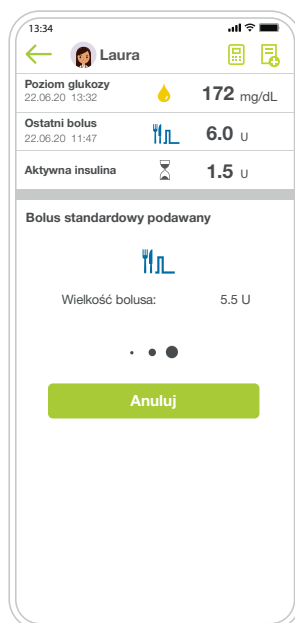 13:34
Laura
Poziom glukozy
22.06.20 13:32
172 mg/dL
Ostatni bolus
22.06.20 11:47
6.0 U
Aktywna insulina
1.5 U
Bolus standardowy podawany
Wielkość bolusa: 5.5 U
Anuluj